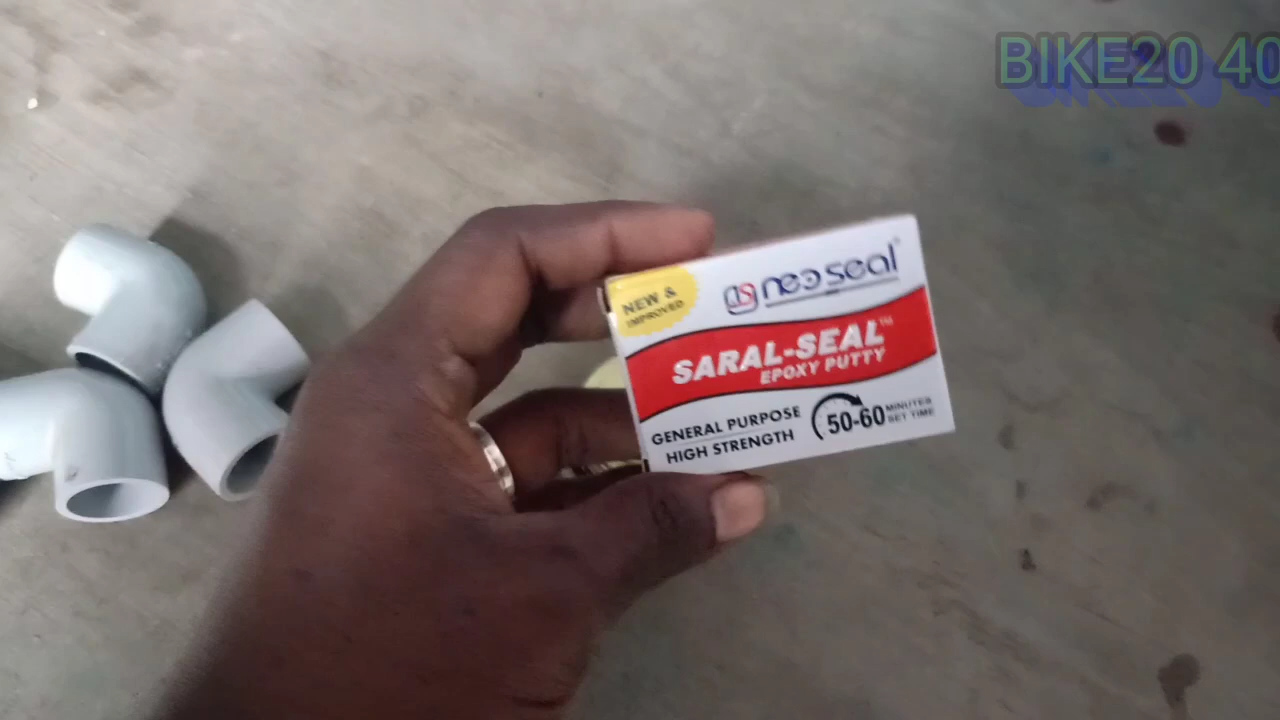 BIKE20 40
NEW &
IMPROVED
neo seal
SARAL-SEAL™
EPOXY PUTTY
GENERAL PURPOSE
HIGH STRENGTH
50-60 MINUTES
SET TIME